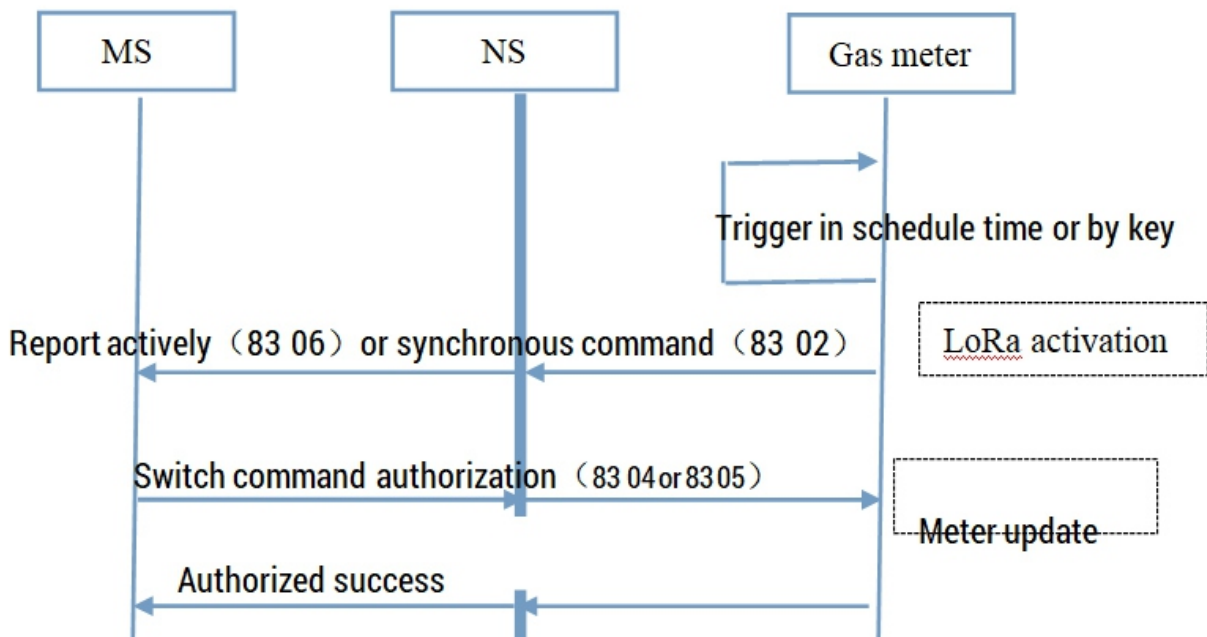 MS
NS
Gas meter
Trigger in schedule time or by key
Report actively（83 06）or synchronous command（83 02）
LoRa activation
Switch command authorization（83 04 or 83 05）
Meter update
Authorized success